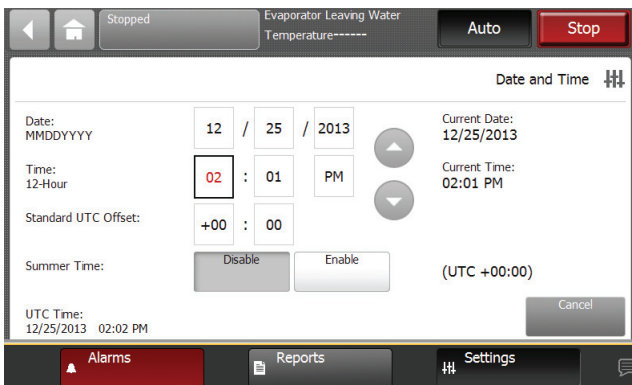 Stopped
Evaporator Leaving Water
Temperature------
Auto
Stop
Date and Time
Date:
MMDDYYYY
12 / 25 / 2013
Current Date:
12/25/2013
Time:
12-Hour
02 : 01 PM
Current Time:
02:01 PM
Standard UTC Offset:
+00 : 00
Summer Time:
Disable
Enable
(UTC +00:00)
UTC Time:
12/25/2013 02:02 PM
Cancel
Alarms
Reports
Settings